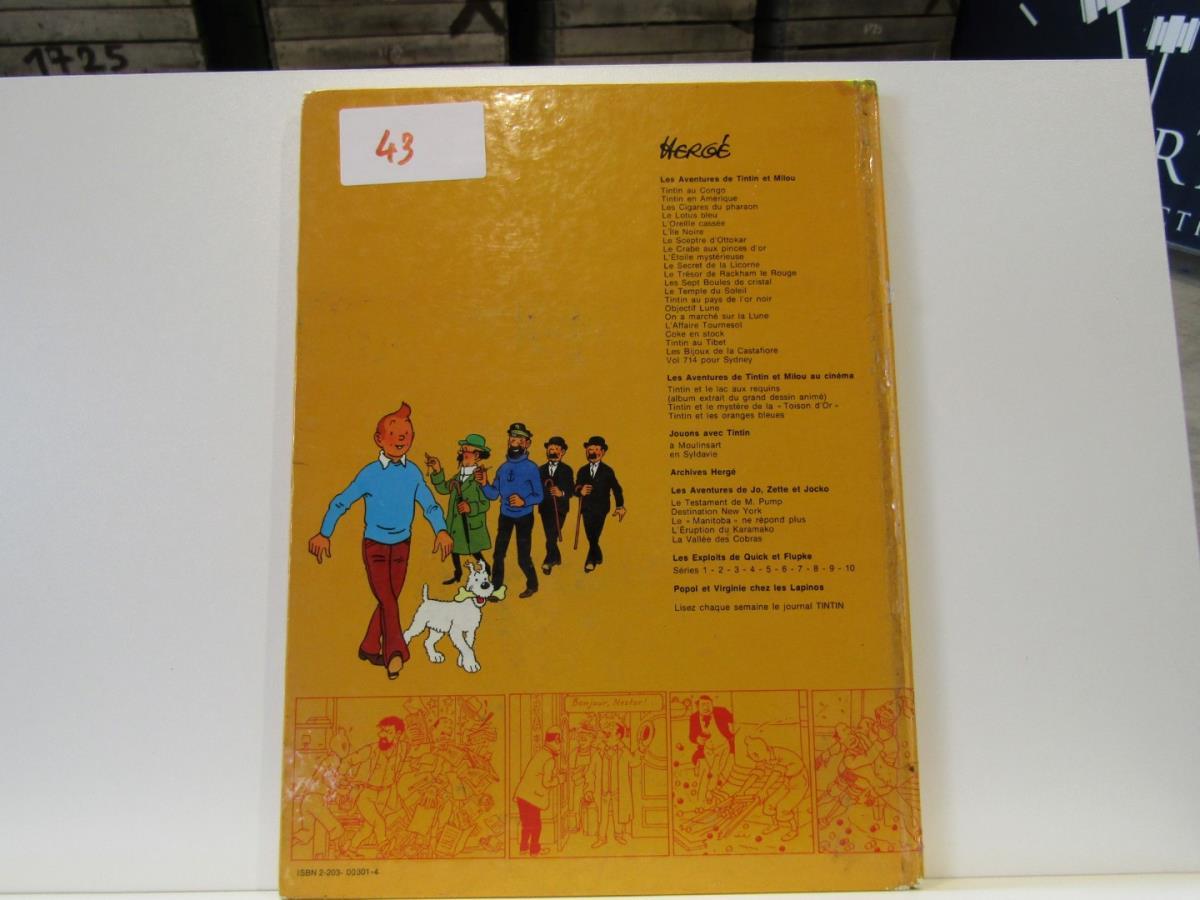 1725
43
HERGÉ
Les Aventures de Tintin et Milou
Tintin au Congo
Tintin en Amérique
Les Cigares du pharaon
Le Lotus bleu
L'Oreille cassée
L'Île Noire
Le Sceptre d'Ottokar
Le Crabe aux pinces d'or
L'Étoile mystérieuse
Le Secret de la Licorne
Le Trésor de Rackham le Rouge
Les Sept Boules de cristal
Le Temple du Soleil
Tintin au pays de l'or noir
Objectif Lune
On a marché sur la Lune
L'Affaire Tournesol
Coke en stock
Tintin au Tibet
Les Bijoux de la Castafiore
Vol 714 pour Sydney
Les Aventures de Tintin et Milou au cinéma
Tintin et le lac aux requins
(album extrait du grand dessin animé)
Tintin et le mystère de la « Toison d'Or »
Tintin et les oranges bleues
Jouons avec Tintin
à Moulinsart
en Syldavie
Archives Hergé
Les Aventures de Jo, Zette et Jocko
Le Testament de M. Pump
Destination New York
Le « Manitoba » ne répond plus
L'Éruption du Karamako
La Vallée des Cobras
Les Exploits de Quick et Flupke
Séries 1 - 2 - 3 - 4 - 5 - 6 - 7 - 8 - 9 - 10
Popol et Virginie chez les Lapinos
Lisez chaque semaine le journal TINTIN
Bonjour, Nestor!
ISBN 2-203-00301-4